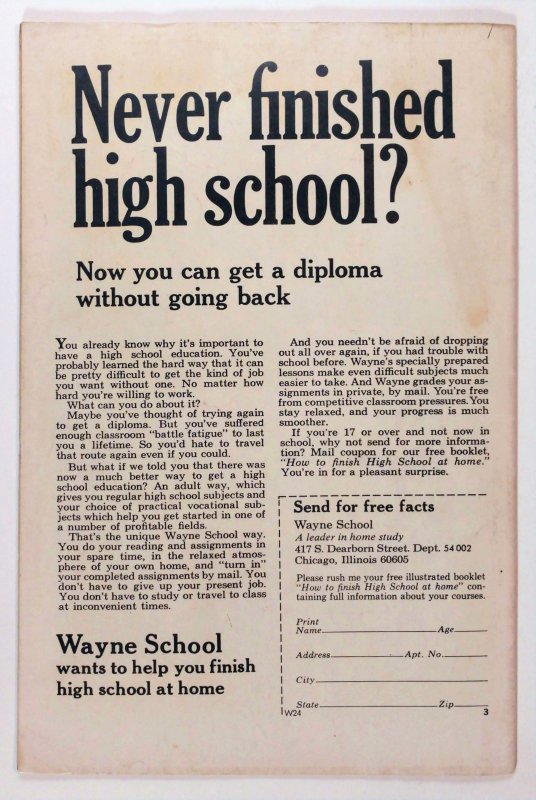 Never finished
high school?
Now you can get a diploma
without going back
You already know why it's important to
have a high school education. You've
probably learned the hard way that it can
be pretty difficult to get the kind of job
you want without one. No matter how
hard you're willing to work.
What can you do about it?
Maybe you've thought of trying again
to get a diploma. But you've suffered
enough classroom "battle fatigue" to last
you a lifetime. So you'd hate to travel
that route again even if you could.
But what if we told you that there was
now a much better way to get a high
school education? An adult way, which
gives you regular high school subjects and
your choice of practical vocational sub-
jects which help you get started in one of
a number of profitable fields.
That's the unique Wayne School way.
You do your reading and assignments in
your spare time, in the relaxed atmos-
phere of your own home, and "turn in"
your completed assignments by mail. You
don't have to give up your present job.
You don't have to study or travel to class
at inconvenient times.
Wayne School
wants to help you finish
high school at home
And you needn't be afraid of dropping
out all over again, if you had trouble with
school before. Wayne's specially prepared
lessons make even difficult subjects much
easier to take. And Wayne grades your as-
signments in private, by mail. You're free
from competitive classroom pressures. You
stay relaxed, and your progress is much
smoother.
If you're 17 or over and not now in
school, why not send for more informa-
tion? Mail coupon for our free booklet,
"How to finish High School at home."
You're in for a pleasant surprise.
Send for free facts
Wayne School
A leader in home study
417 S. Dearborn Street. Dept. 54 002
Chicago, Illinois 60605
Please rush me your free illustrated booklet
"How to finish High School at home" con-
taining full information about your courses.
Print
Name Age
Address Apt. No.
City
State Zip
W24 3